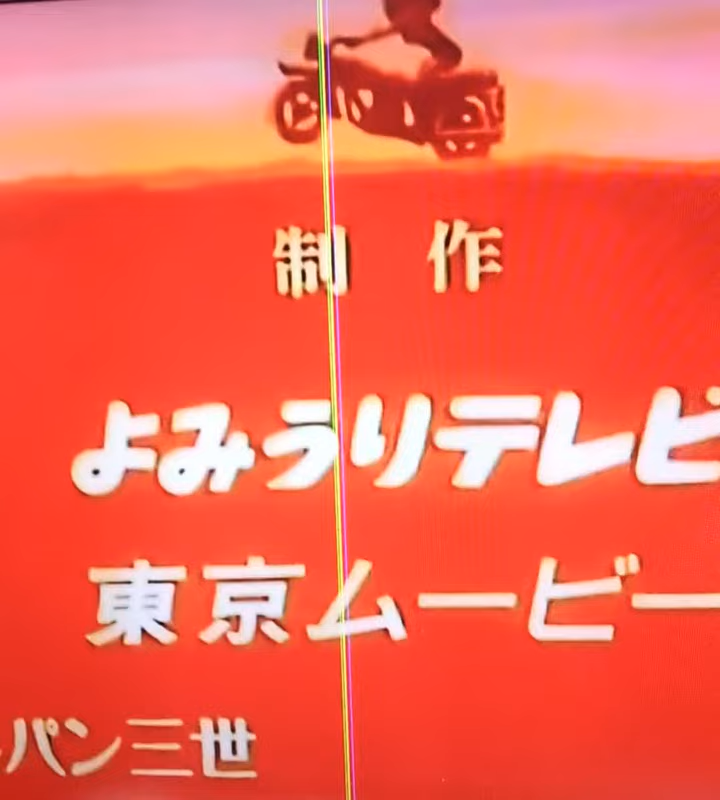 制 作
よみうりテレビ
東京ムービー
パン三世